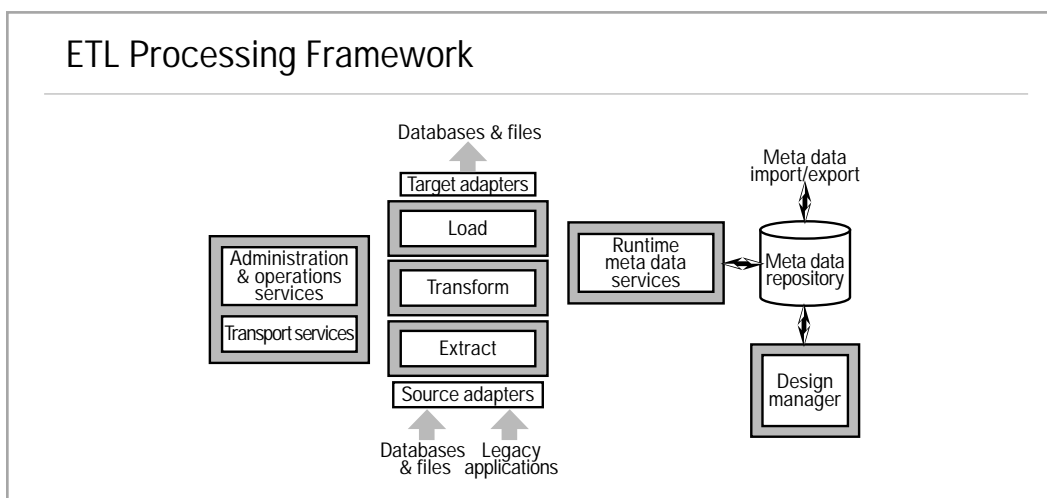 ETL Processing Framework
Databases & files
Target adapters
Load
Transform
Extract
Source adapters
Databases
& files
Legacy
applications
Administration
& operations
services
Transport services
Runtime
meta data
services
Meta data
import/export
Meta data
repository
Design
manager